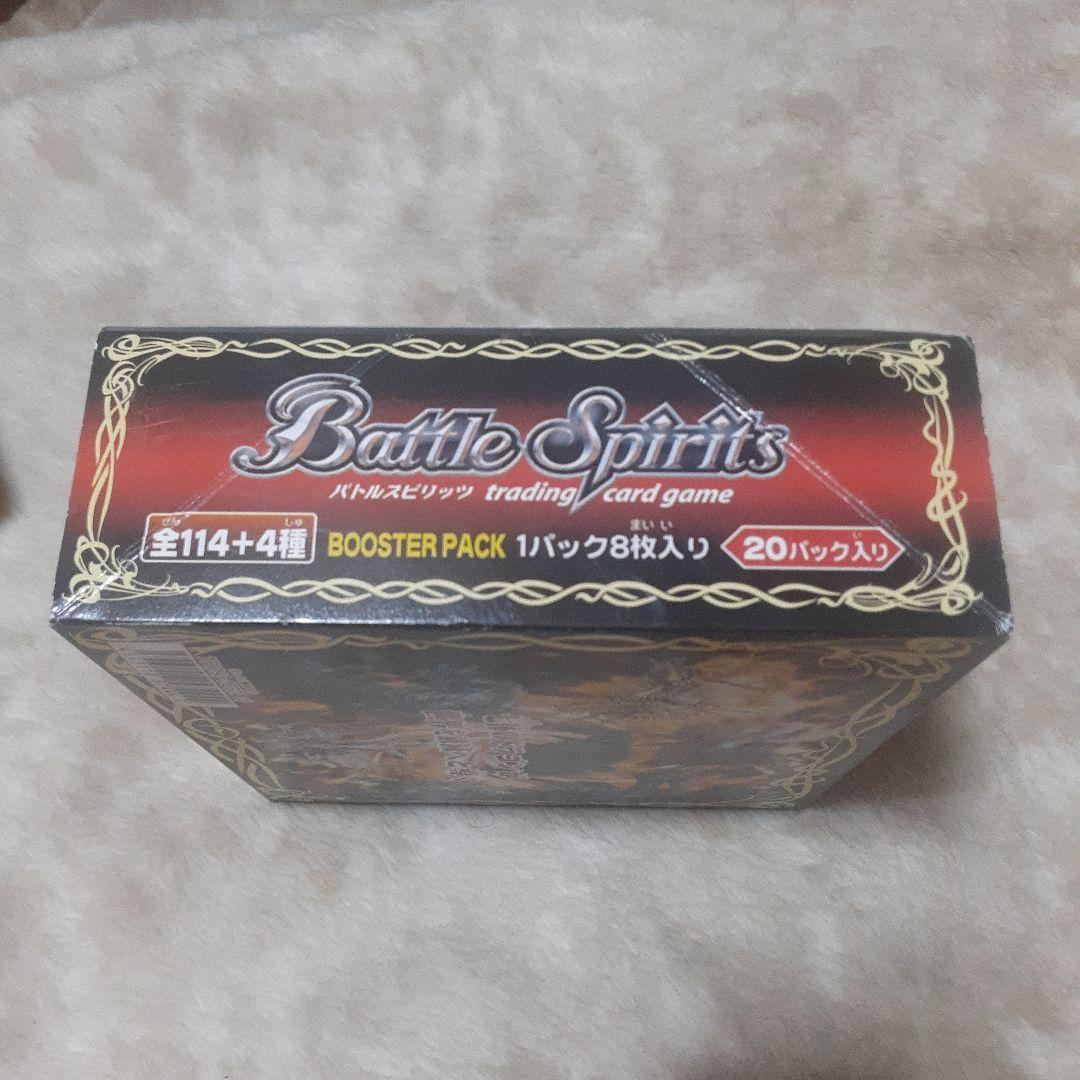 Battle Spirits
バトルスピリッツ trading card game
全114+4種 BOOSTER PACK 1パック8枚入り 20パック入り